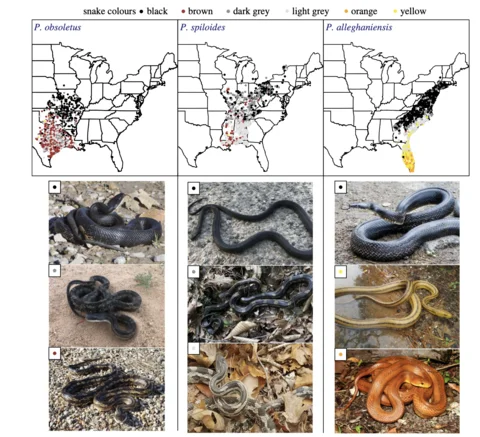 snake colours black brown dark grey light grey orange yellow
P. obsoletus P. spiloides P. alleghaniensis